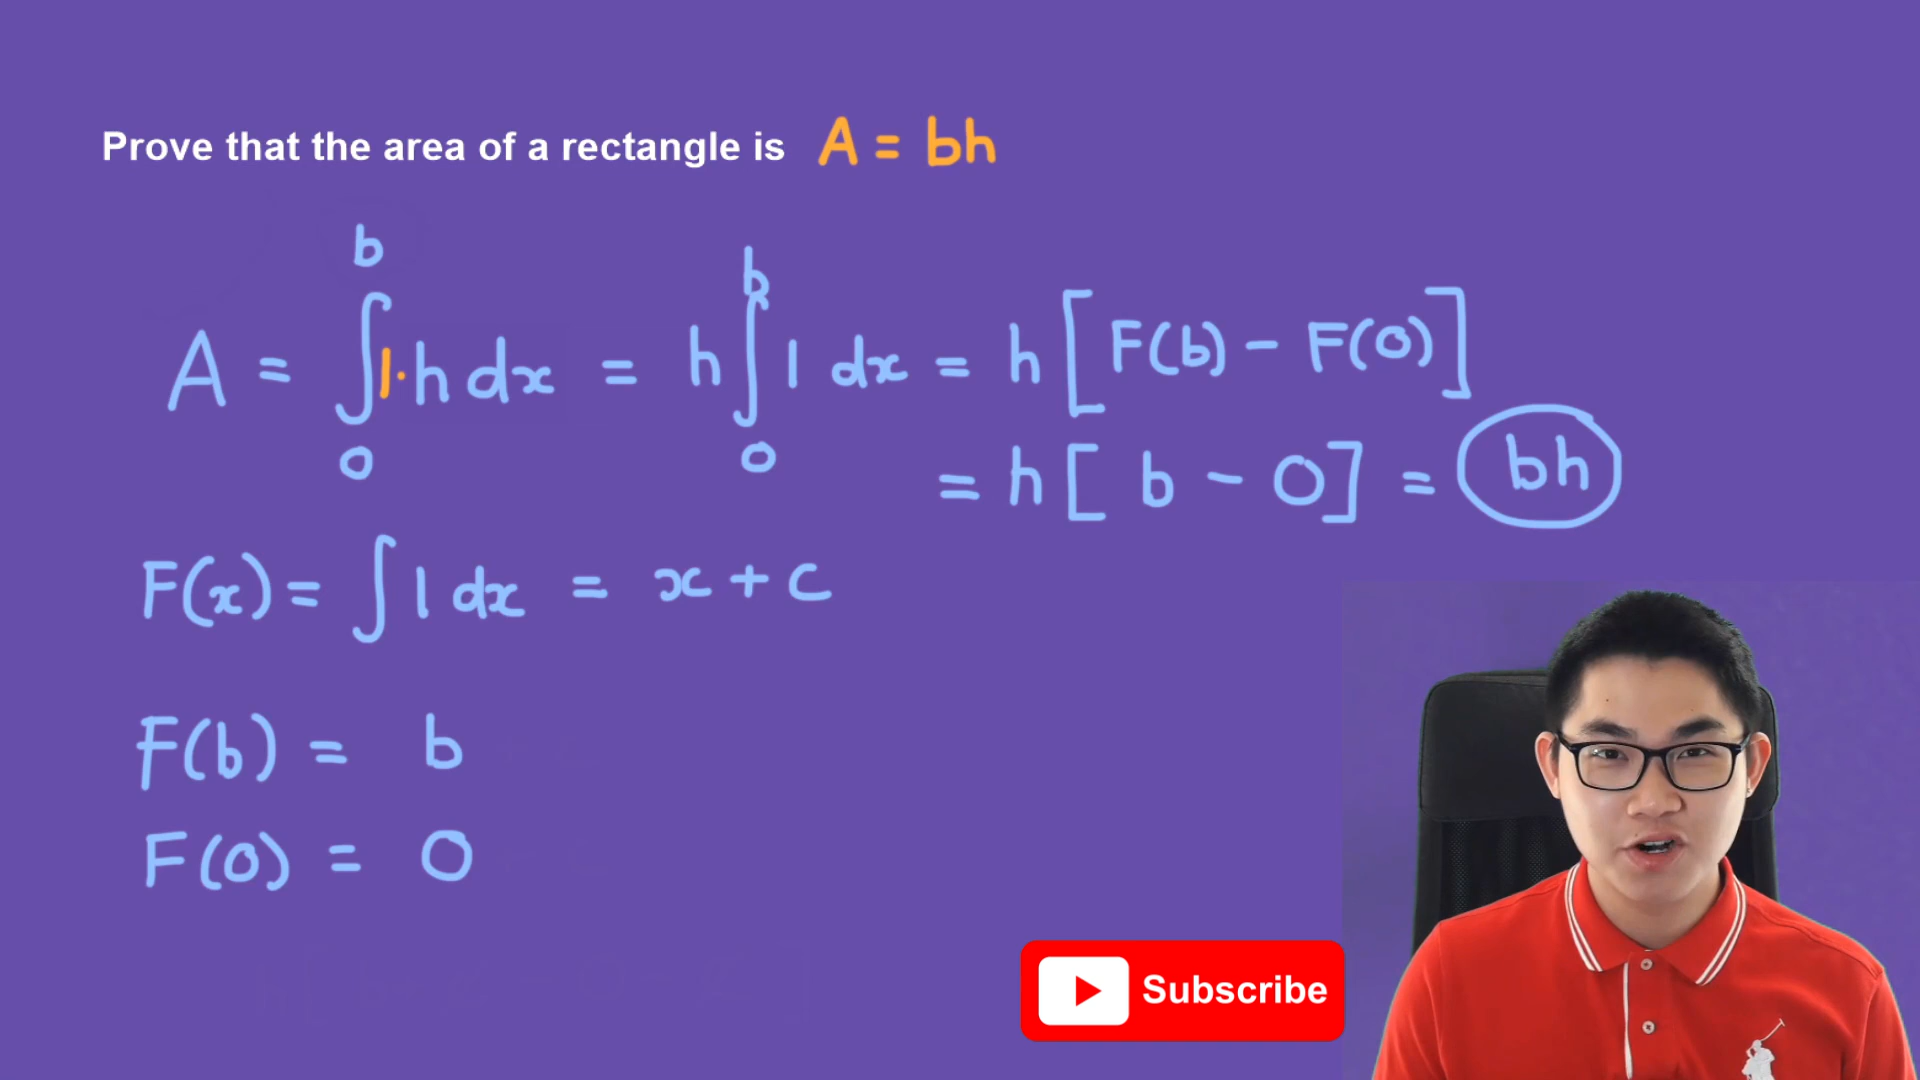 Prove that the area of a rectangle is A = bh
A = ∫₀ᵇ 1·h dx = h ∫₀ᵇ 1 dx = h [F(b) − F(0)]
= h [b − 0] = bh
F(x) = ∫ 1 dx = x + c
F(b) = b
F(0) = 0
Subscribe